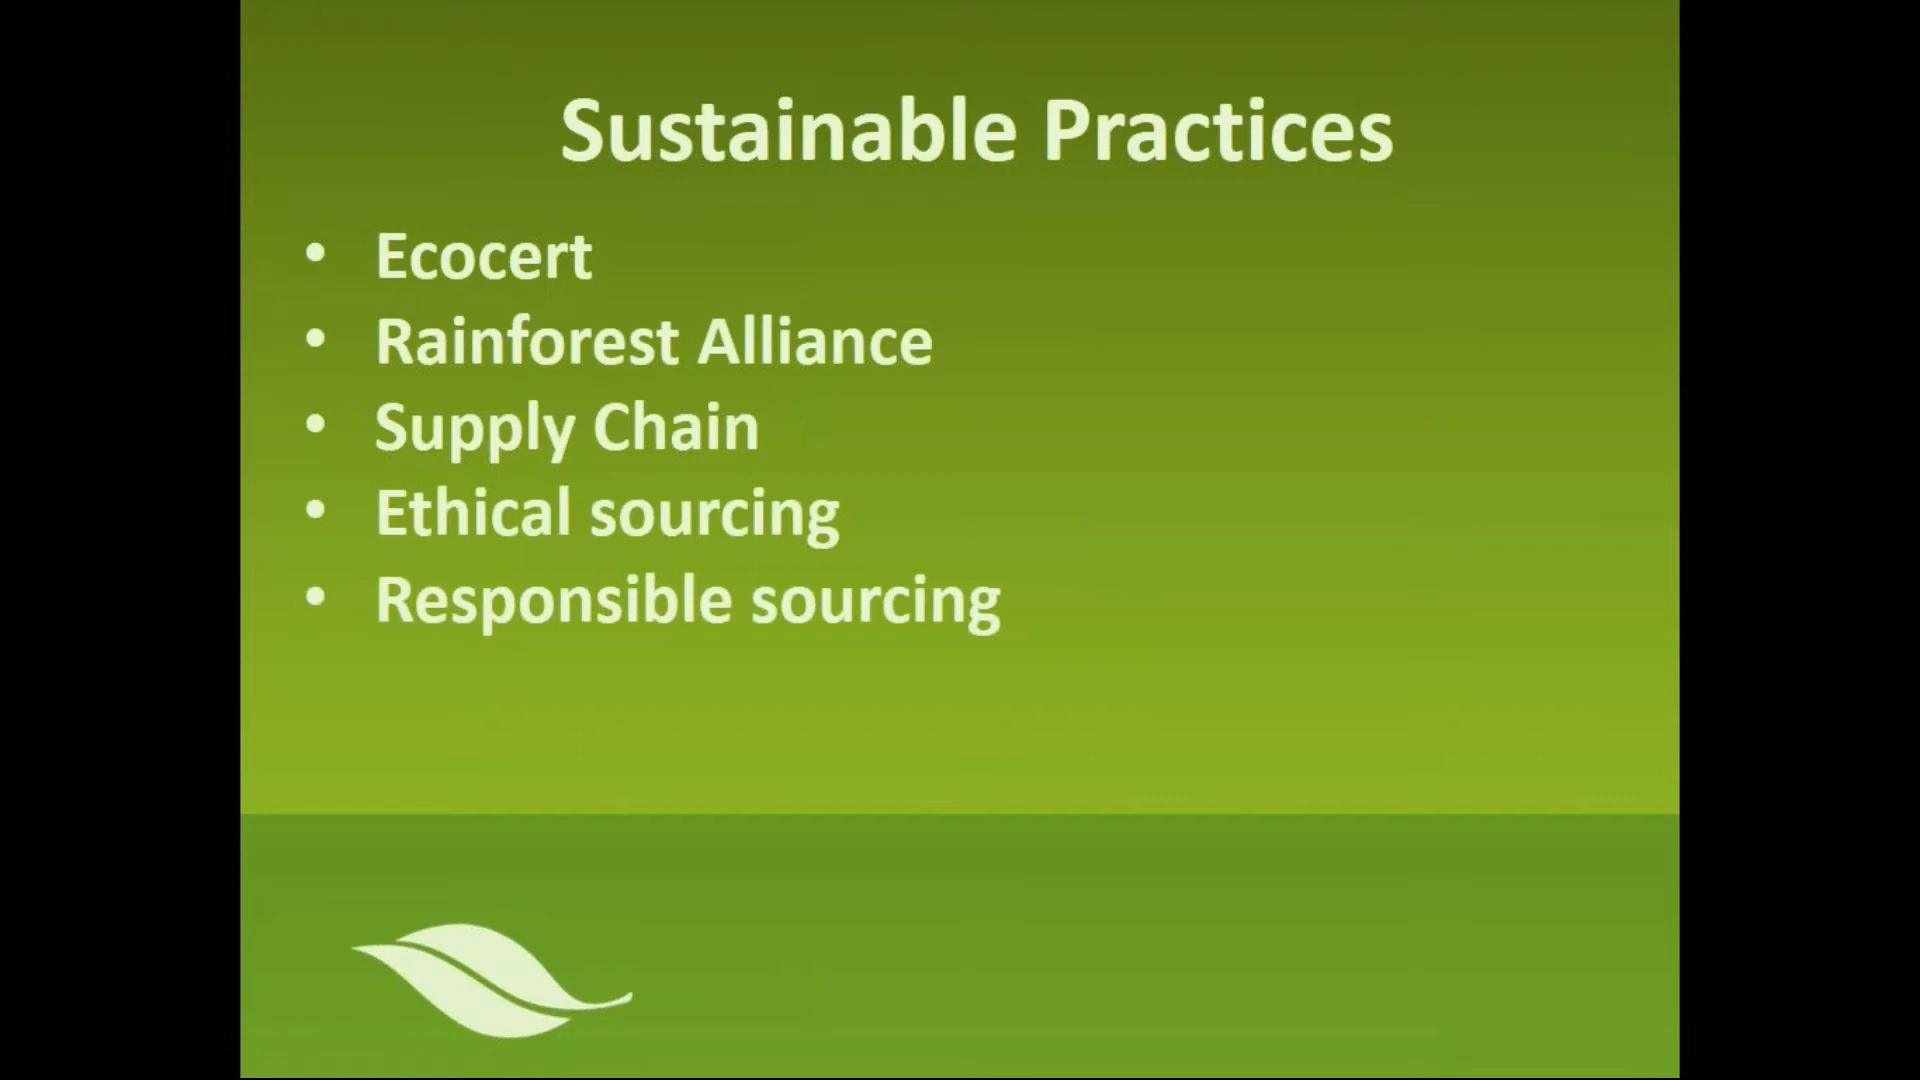 Sustainable Practices
• Ecocert
• Rainforest Alliance
• Supply Chain
• Ethical sourcing
• Responsible sourcing